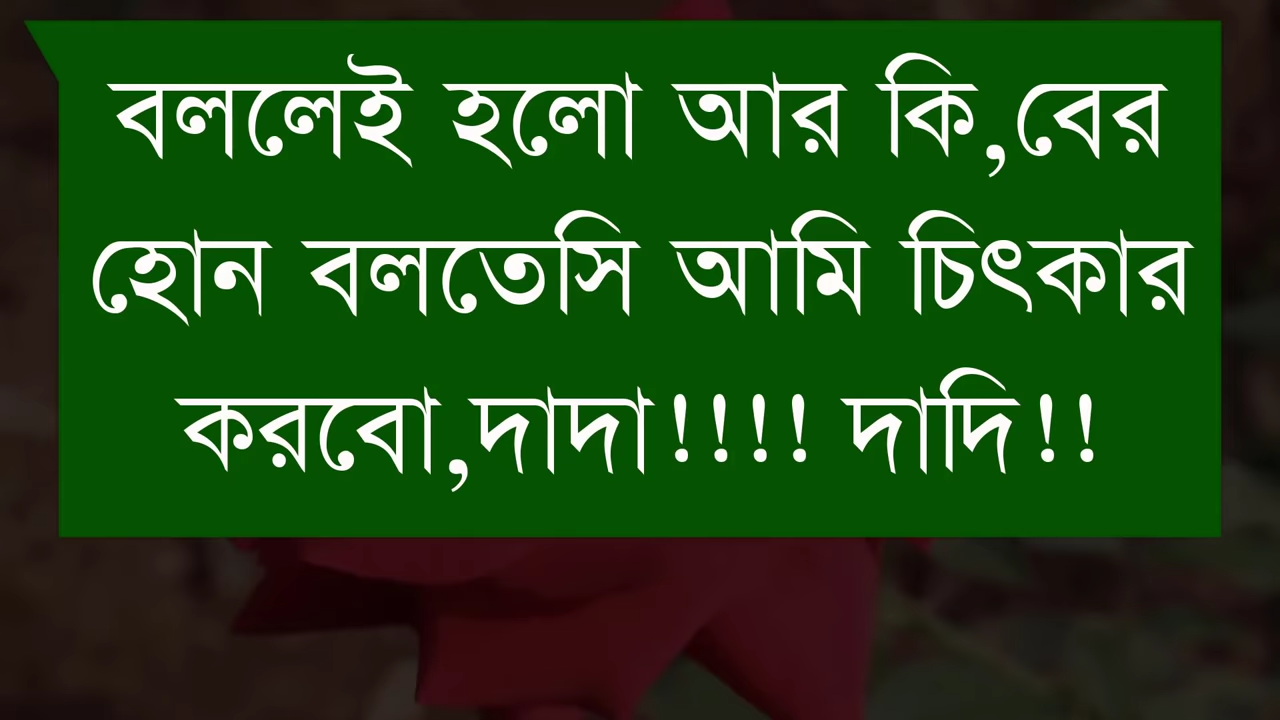 বললেই হলো আর কি,বের
হোন বলতেসি আমি চিৎকার
করবো,দাদা!!!! দাদি!!